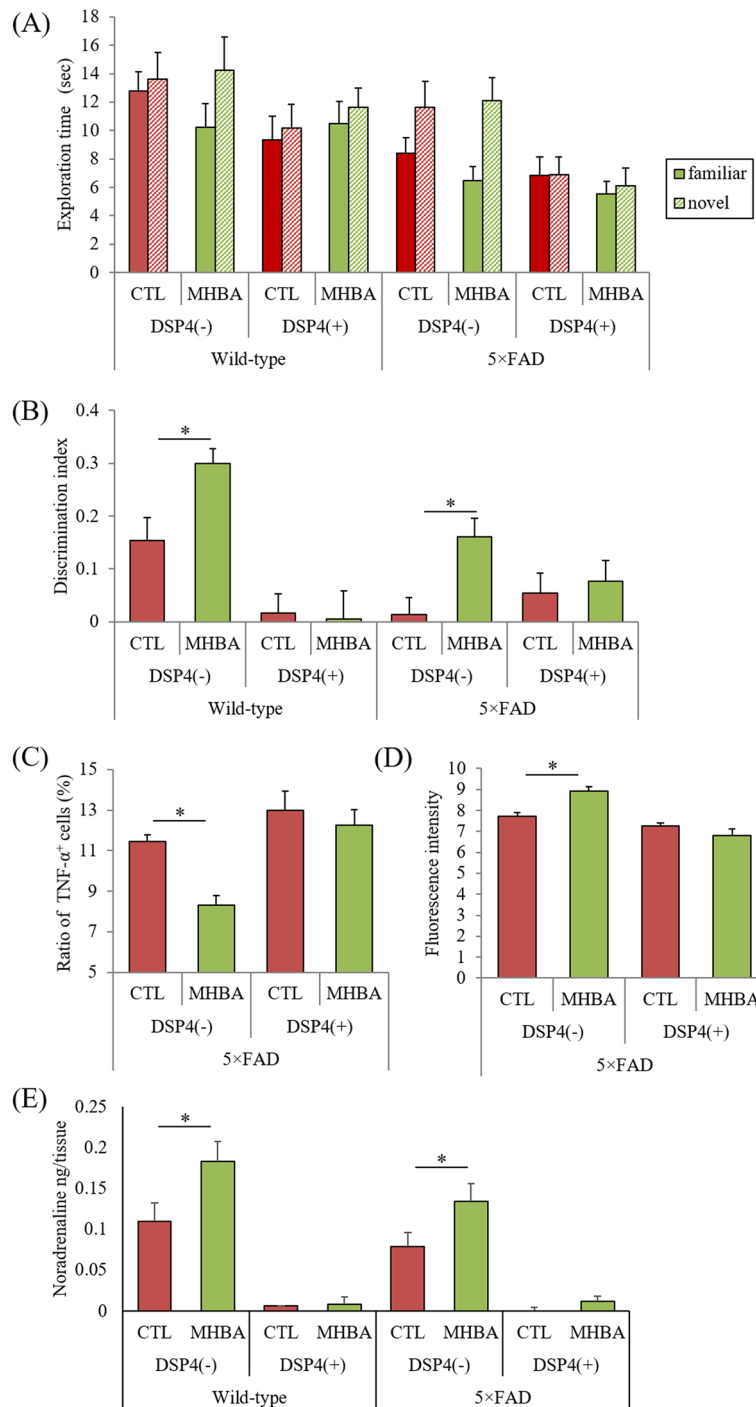 (A)
Exploration time (sec)
18
16
14
12
10
8
6
4
2
0
familiar
novel
CTL MHBA CTL MHBA CTL MHBA CTL MHBA
DSP4(-) DSP4(+) DSP4(-) DSP4(+)
Wild-type 5×FAD
(B)
Discrimination index
0.4
0.3
0.2
0.1
0
* *
CTL MHBA CTL MHBA CTL MHBA CTL MHBA
DSP4(-) DSP4(+) DSP4(-) DSP4(+)
Wild-type 5×FAD
(C)
Ratio of TNF-α⁺ cells (%)
15
13
11
9
7
5
*
CTL MHBA CTL MHBA
DSP4(-) DSP4(+)
5×FAD
(D)
Fluorescence intensity
10
9
8
7
6
5
4
3
2
1
0
*
CTL MHBA CTL MHBA
DSP4(-) DSP4(+)
5×FAD
(E)
Noradrenaline ng/tissue
0.25
0.2
0.15
0.1
0.05
0
* *
CTL MHBA CTL MHBA CTL MHBA CTL MHBA
DSP4(-) DSP4(+) DSP4(-) DSP4(+)
Wild-type 5×FAD